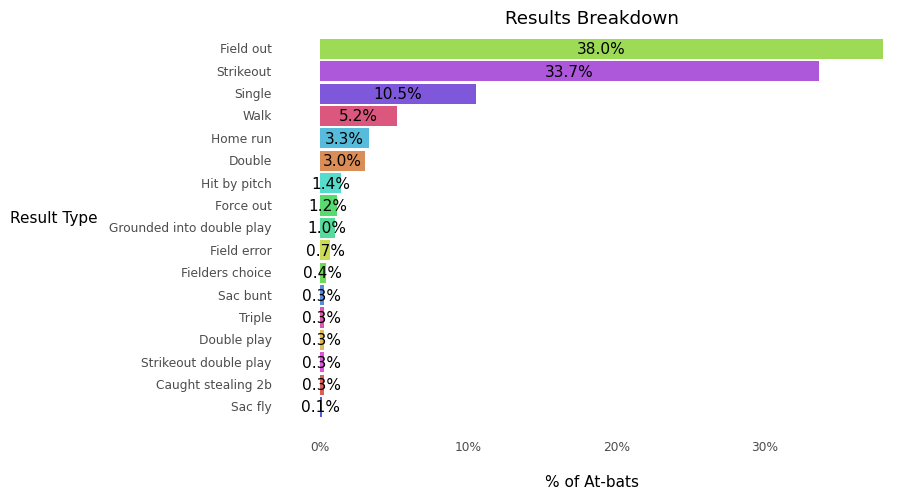 Results Breakdown
Field out 38.0%
Strikeout 33.7%
Single 10.5%
Walk 5.2%
Home run 3.3%
Double 3.0%
Hit by pitch 1.4%
Force out 1.2%
Result Type
Grounded into double play 1.0%
Field error 0.7%
Fielders choice 0.4%
Sac bunt 0.3%
Triple 0.3%
Double play 0.3%
Strikeout double play 0.3%
Caught stealing 2b 0.3%
Sac fly 0.1%
0% 10% 20% 30%
% of At-bats